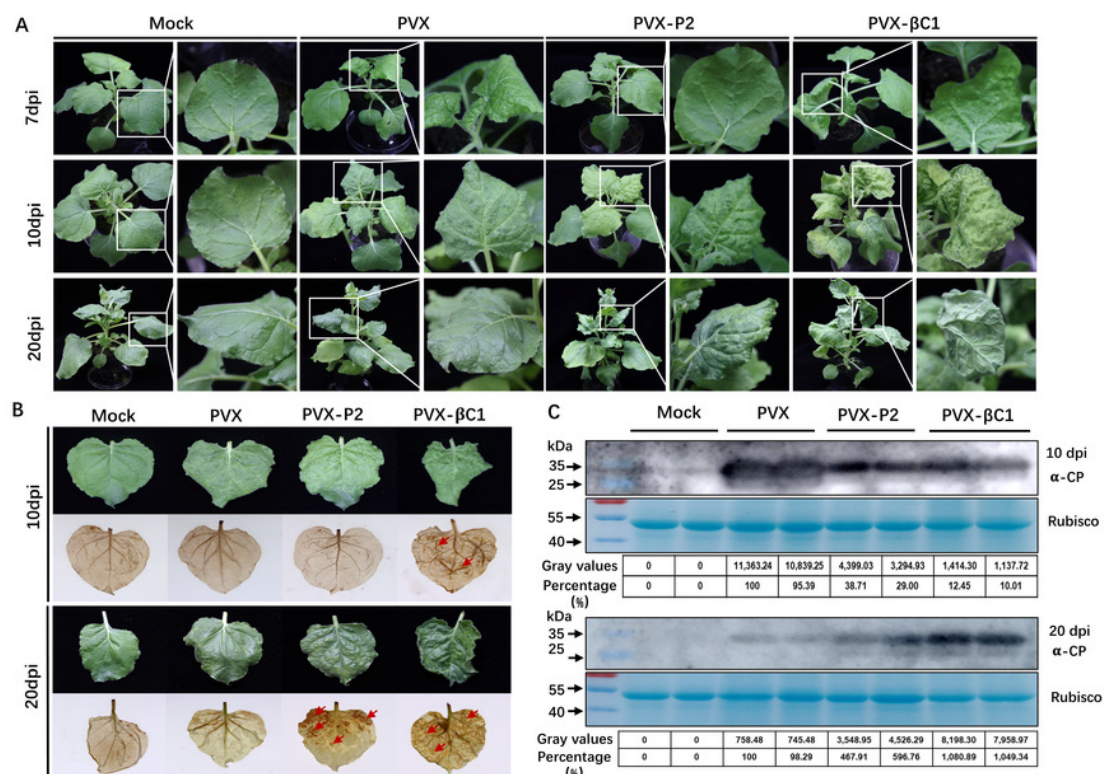 A
Mock PVX PVX-P2 PVX-βC1
7dpi
10dpi
20dpi
B
Mock PVX PVX-P2 PVX-βC1
10dpi
20dpi
C
Mock PVX PVX-P2 PVX-βC1
kDa
35
25
10 dpi
α-CP
55
40
Rubisco
Gray values 0 0 11,363.24 10,839.25 4,399.03 3,294.93 1,414.30 1,137.72
Percentage (%) 0 0 100 95.39 38.71 29.00 12.45 10.01
kDa
35
25
20 dpi
α-CP
55
40
Rubisco
Gray values 0 0 758.48 745.48 3,548.95 4,526.29 8,198.30 7,958.97
Percentage (%) 0 0 100 98.29 467.91 596.76 1,080.89 1,049.34